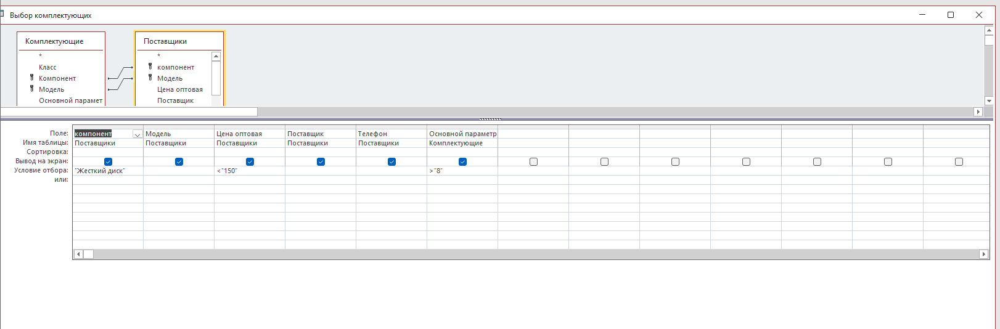 Выбор комплектующих
Комплектующие
*
Класс
Компонент
Модель
Основной парамет
Поставщики
*
компонент
Модель
Цена оптовая
Поставщик
Поле: компонент Модель Цена оптовая Поставщик Телефон Основной параметр
Имя таблицы: Поставщики Поставщики Поставщики Поставщики Поставщики Комплектующие
Сортировка:
Вывод на экран:
Условие отбора: "Жесткий диск" <"150" >"8"
или: